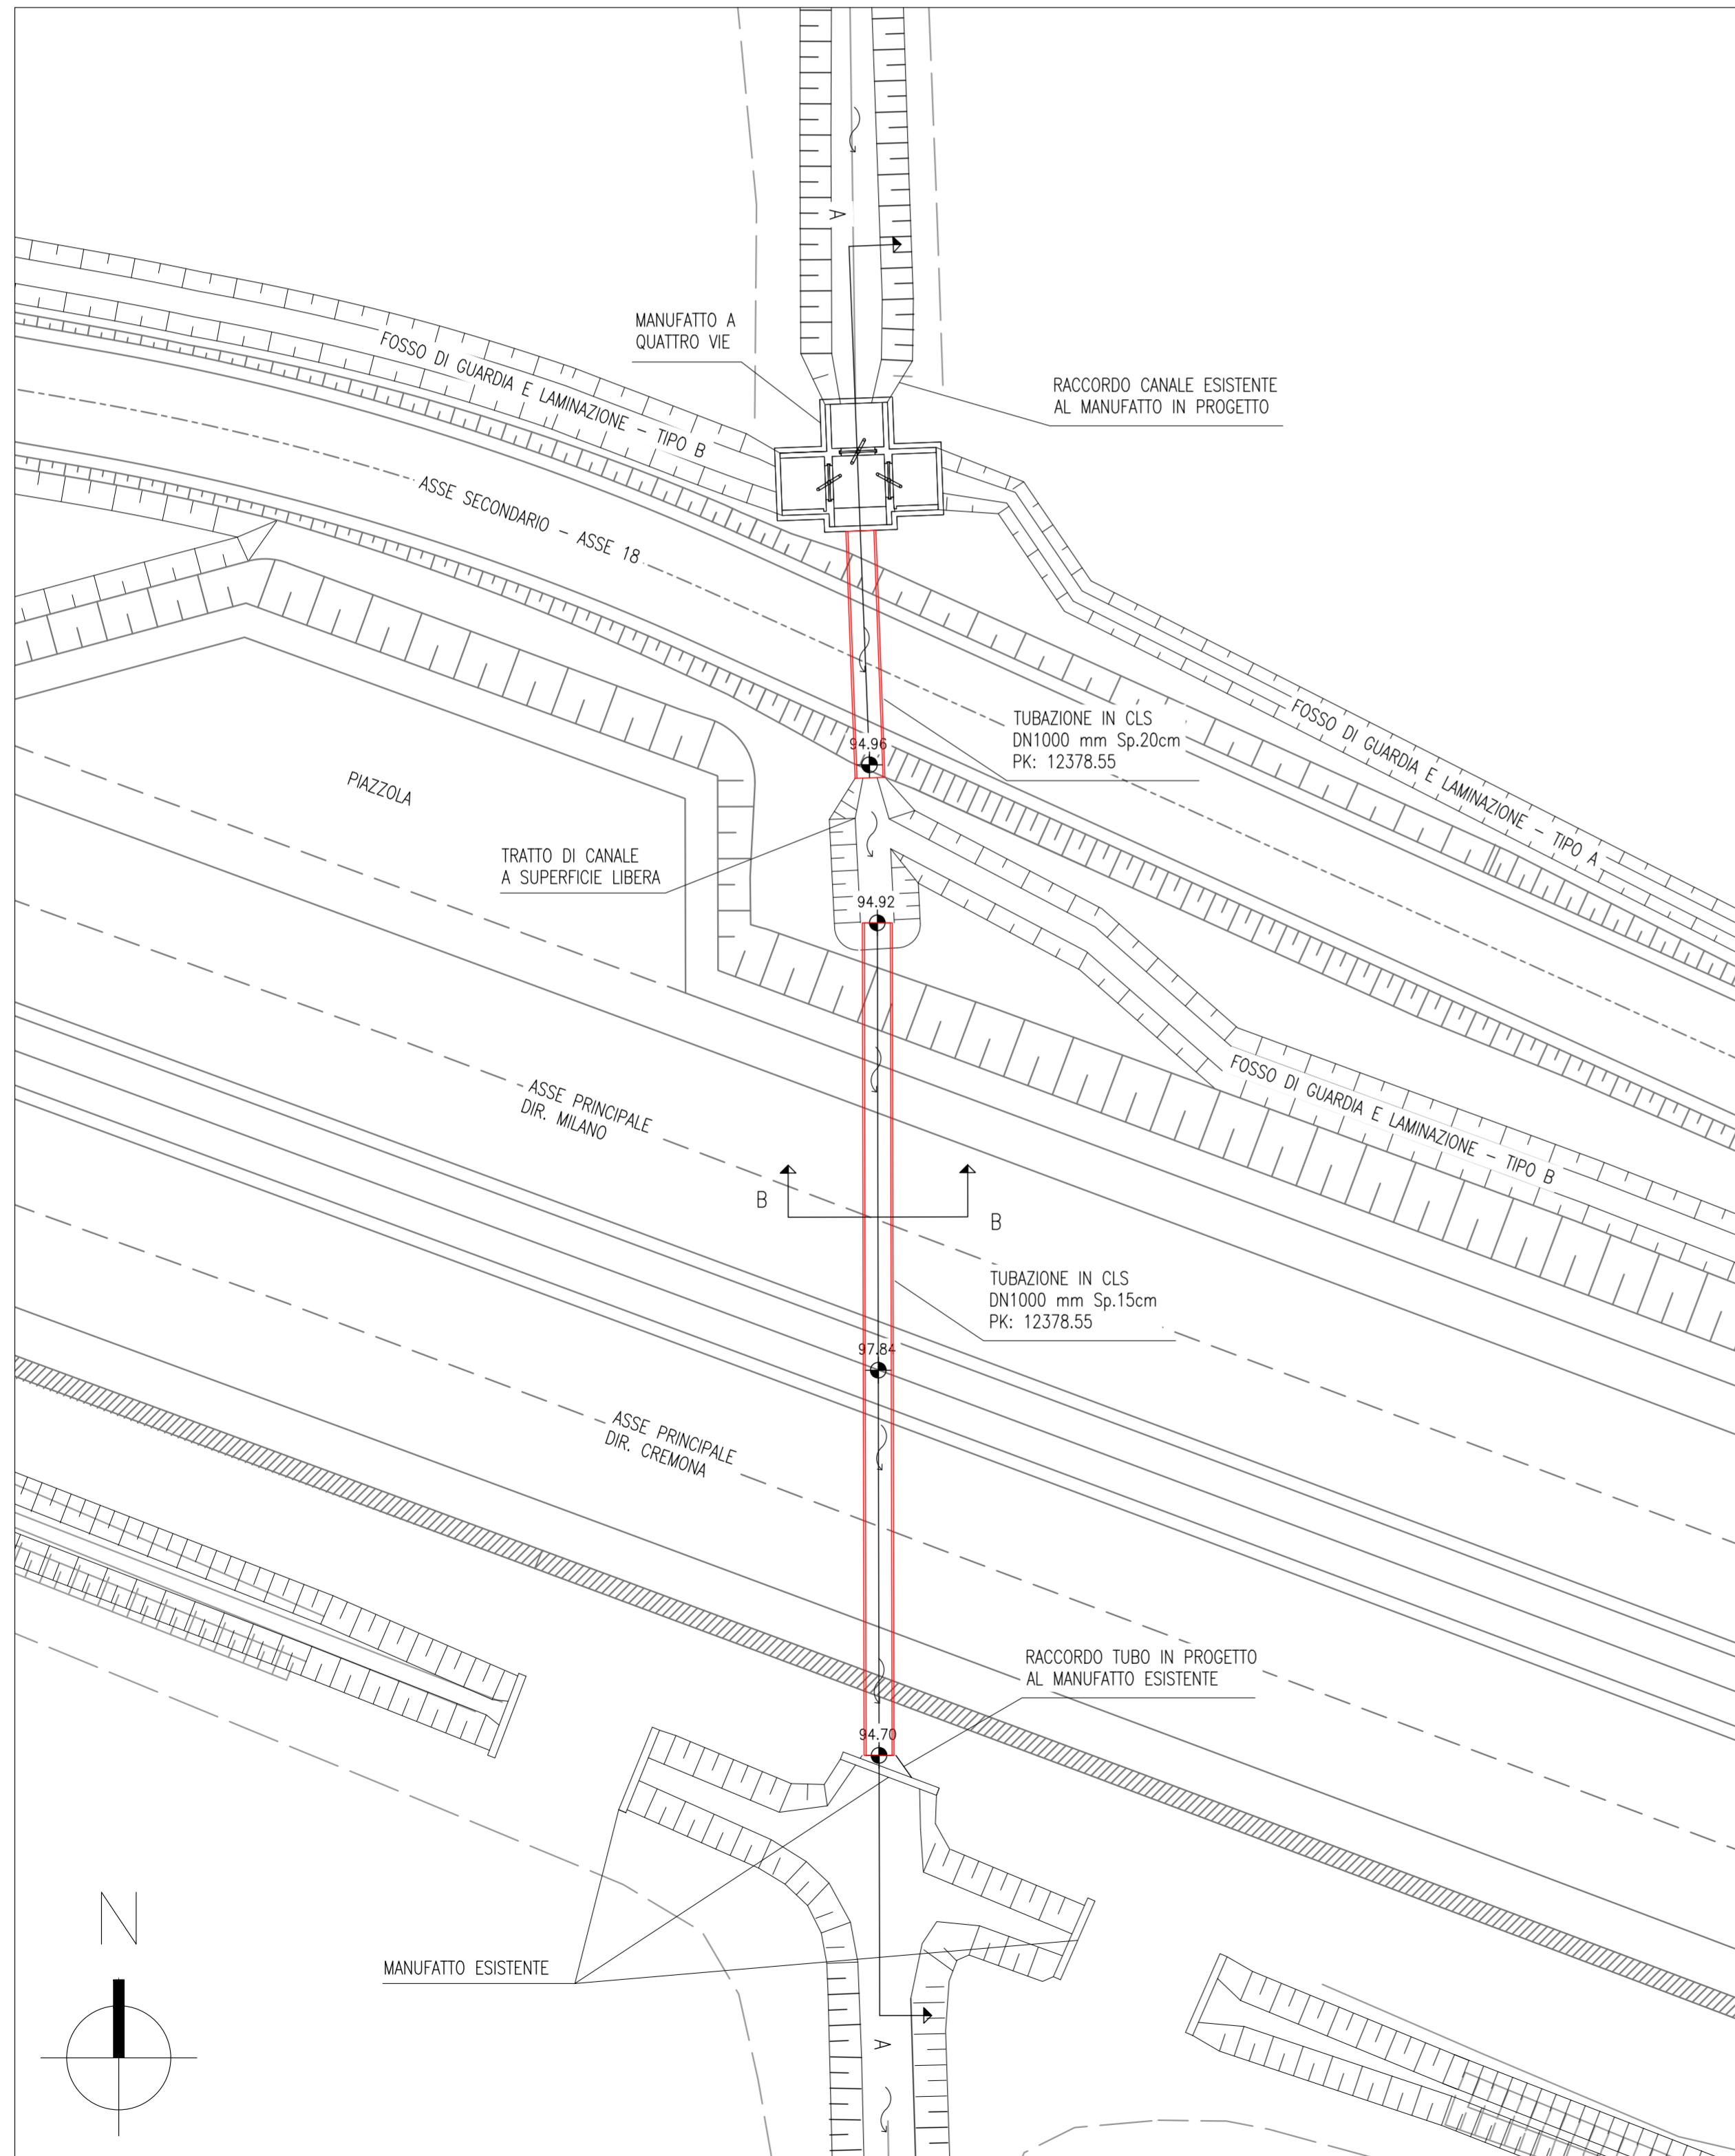 A
MANUFATTO A
QUATTRO VIE
FOSSO DI GUARDIA E LAMINAZIONE - TIPO B
RACCORDO CANALE ESISTENTE
AL MANUFATTO IN PROGETTO
ASSE SECONDARIO - ASSE 18
TUBAZIONE IN CLS
DN1000 mm Sp.20cm
PK: 12378.55
FOSSO DI GUARDIA E LAMINAZIONE - TIPO A
94.96
PIAZZOLA
TRATTO DI CANALE
A SUPERFICIE LIBERA
94.92
FOSSO DI GUARDIA E LAMINAZIONE - TIPO B
ASSE PRINCIPALE
DIR. MILANO
B
B
TUBAZIONE IN CLS
DN1000 mm Sp.15cm
PK: 12378.55
97.84
ASSE PRINCIPALE
DIR. CREMONA
RACCORDO TUBO IN PROGETTO
AL MANUFATTO ESISTENTE
94.70
N
MANUFATTO ESISTENTE
A